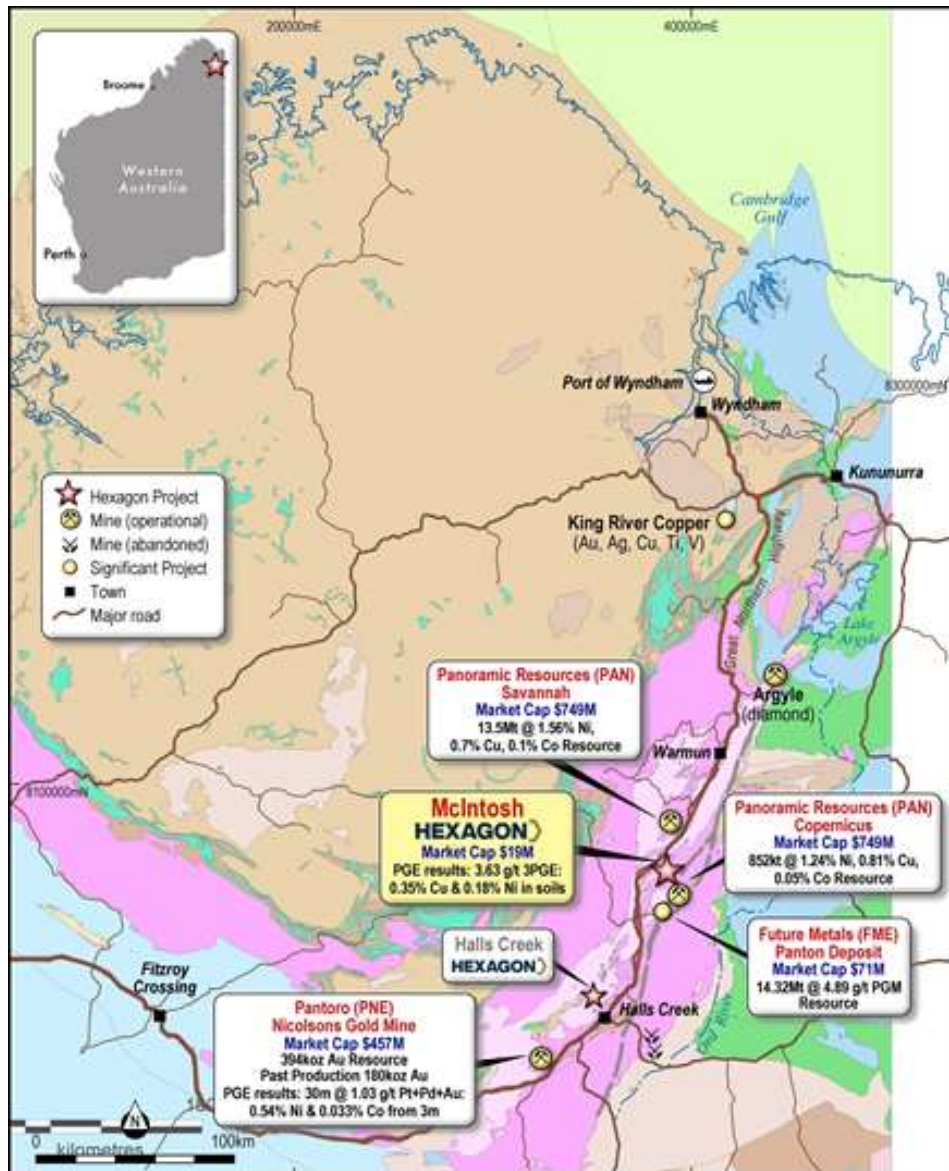 200000mE
400000mE
Broome
Western
Australia
Perth
Cambridge
Gulf
8300000mN
Port of Wyndham
Wyndham
Kununurra
Hexagon Project
Mine (operational)
Mine (abandoned)
Significant Project
Town
Major road
King River Copper
(Au, Ag, Cu, Ti, V)
Great Northern Highway
Lake
Argyle
Argyle
(diamond)
Panoramic Resources (PAN)
Savannah
Market Cap $749M
13.5Mt @ 1.56% Ni,
0.7% Cu, 0.1% Co Resource
Warmun
8100000mN
McIntosh
HEXAGON
Market Cap $19M
PGE results: 3.63 g/t 3PGE:
0.35% Cu & 0.18% Ni in soils
Panoramic Resources (PAN)
Copernicus
Market Cap $749M
852kt @ 1.24% Ni, 0.81% Cu,
0.05% Co Resource
Halls Creek
HEXAGON
Future Metals (FME)
Panton Deposit
Market Cap $71M
14.32Mt @ 4.89 g/t PGM
Resource
Fitzroy
Crossing
Halls Creek
Pantoro (PNE)
Nicolsons Gold Mine
Market Cap $457M
394koz Au Resource
Past Production 180koz Au
PGE results: 30m @ 1.03 g/t Pt+Pd+Au:
0.54% Ni & 0.033% Co from 3m
Ord River
N
0
100km
kilometres